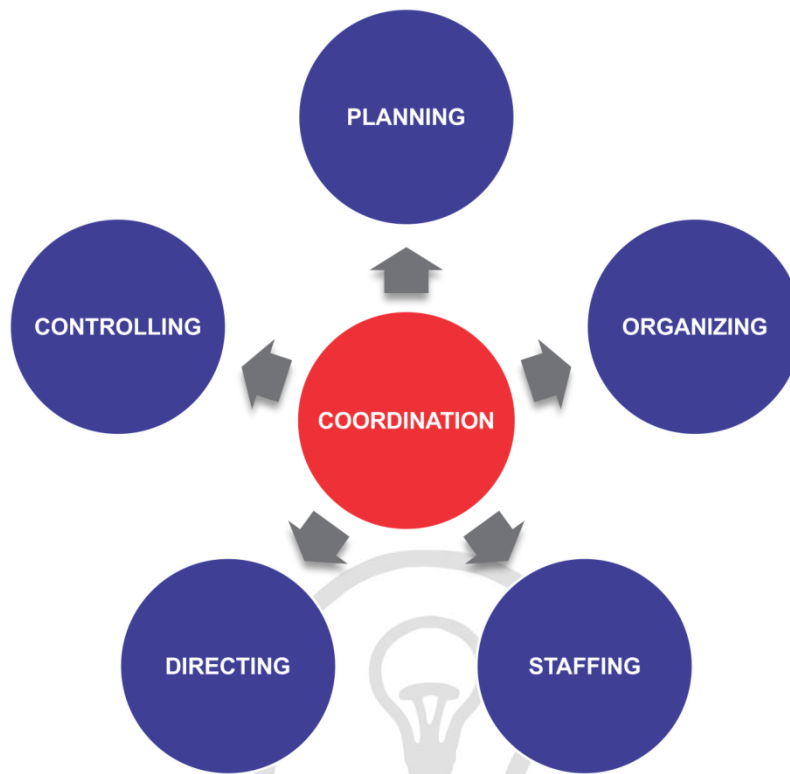 PLANNING
CONTROLLING
ORGANIZING
COORDINATION
DIRECTING
STAFFING